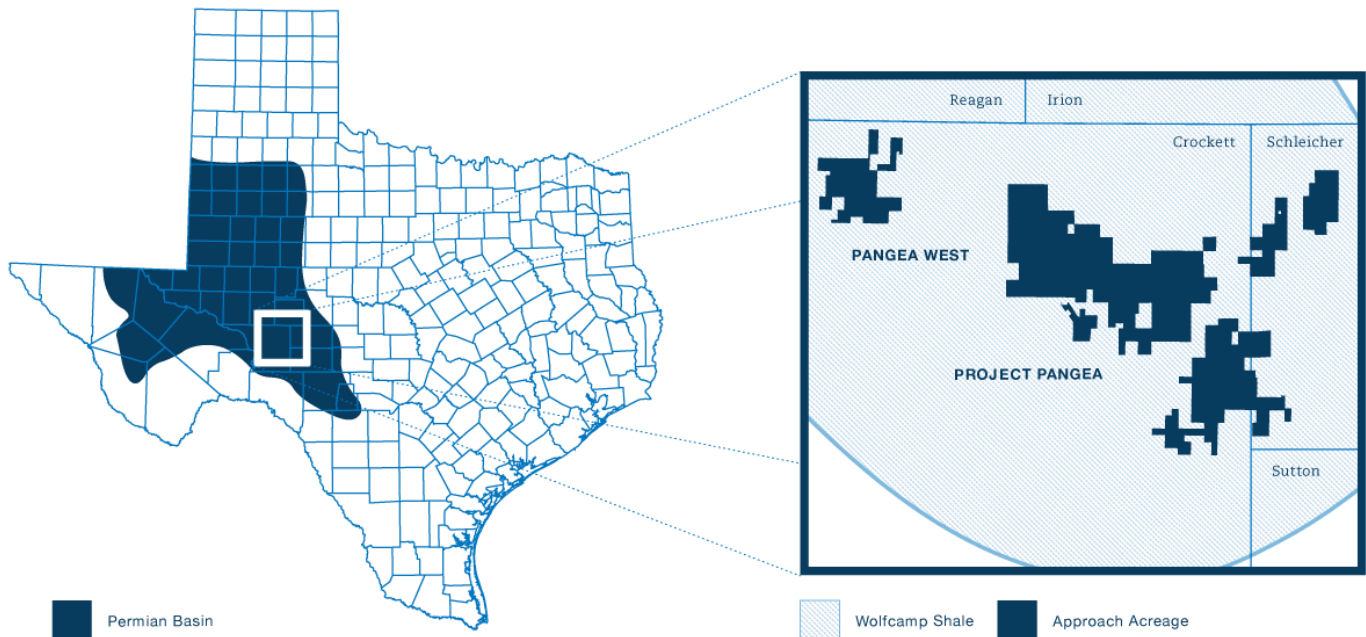 Reagan Irion
Crockett Schleicher
PANGEA WEST
PROJECT PANGEA
Sutton
Permian Basin
Wolfcamp Shale
Approach Acreage